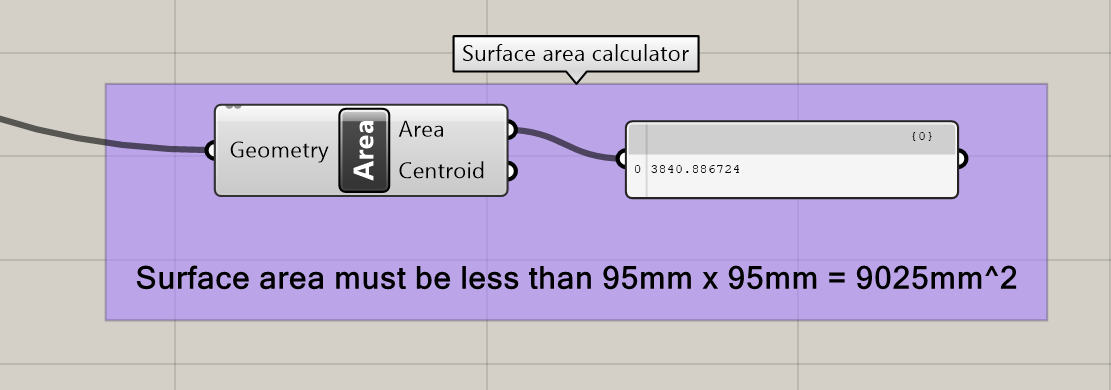 Surface area calculator
Geometry
Area
Area
Centroid
{0}
0 3840.886724
Surface area must be less than 95mm x 95mm = 9025mm^2